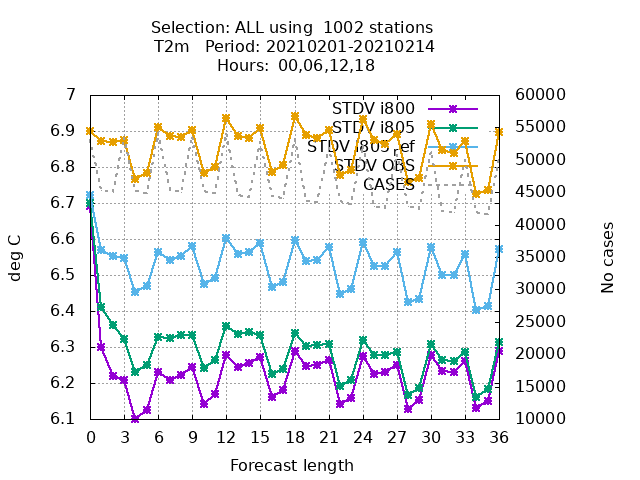 Selection: ALL using  1002 stations
T2m   Period: 20210201-20210214
Hours:  00,06,12,18
7
6.9
6.8
6.7
6.6
6.5
6.4
6.3
6.2
6.1
deg C
60000
55000
50000
45000
40000
35000
30000
25000
20000
15000
10000
No cases
STDV i800
STDV i805
STDV i805_ref
STDV OBS
CASES
0 3 6 9 12 15 18 21 24 27 30 33 36
Forecast length